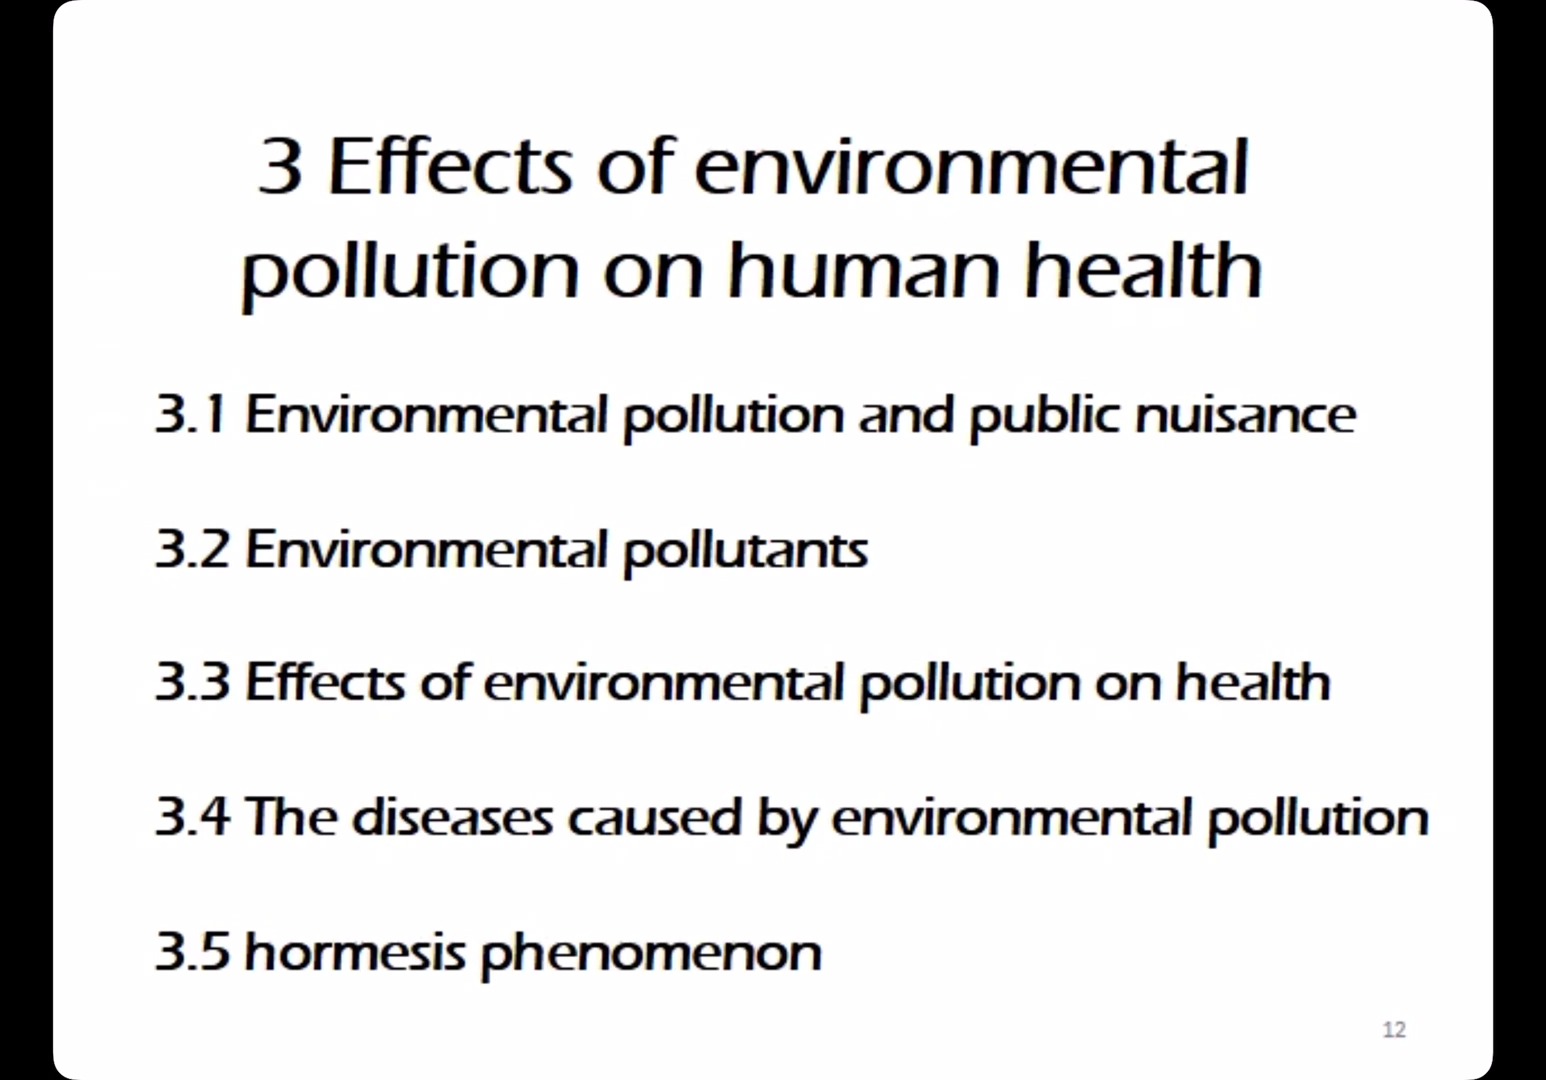 3 Effects of environmental
pollution on human health
3.1 Environmental pollution and public nuisance
3.2 Environmental pollutants
3.3 Effects of environmental pollution on health
3.4 The diseases caused by environmental pollution
3.5 hormesis phenomenon
12